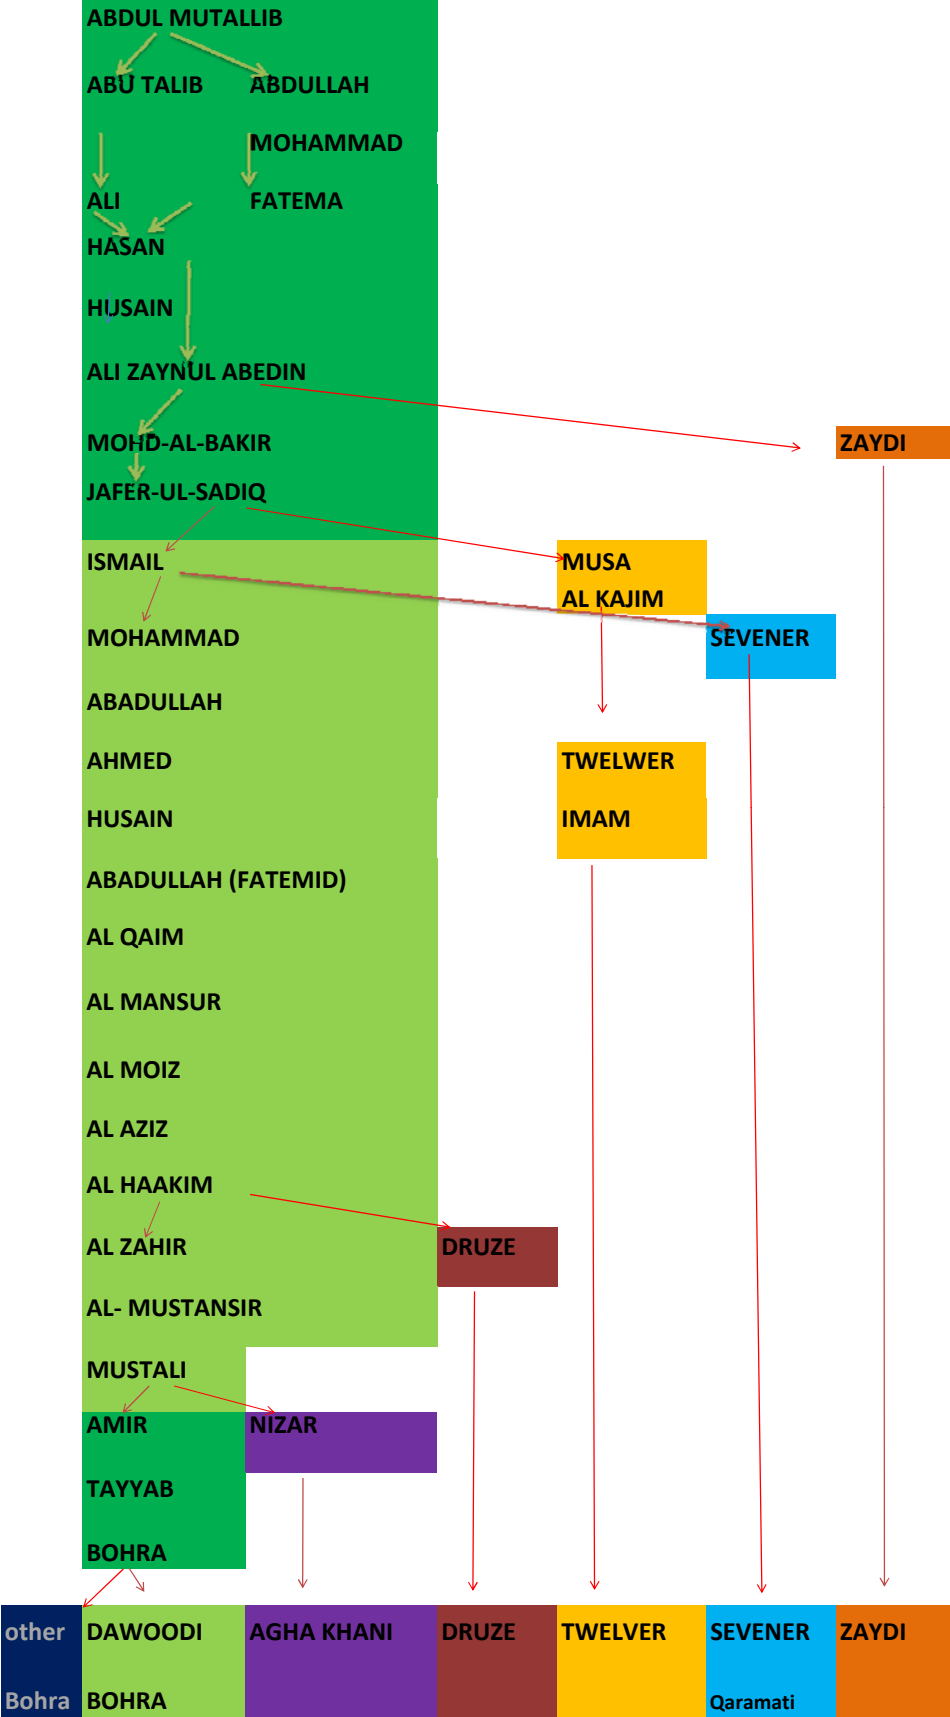 ABDUL MUTALLIB
ABU TALIB ABDULLAH
MOHAMMAD
ALI FATEMA
HASAN
HUSAIN
ALI ZAYNUL ABEDIN
MOHD-AL-BAKIR ZAYDI
JAFER-UL-SADIQ
ISMAIL MUSA
AL KAJIM
MOHAMMAD SEVENER
ABADULLAH
AHMED TWELWER
HUSAIN IMAM
ABADULLAH (FATEMID)
AL QAIM
AL MANSUR
AL MOIZ
AL AZIZ
AL HAAKIM
AL ZAHIR DRUZE
AL- MUSTANSIR
MUSTALI
AMIR NIZAR
TAYYAB
BOHRA
other DAWOODI AGHA KHANI DRUZE TWELVER SEVENER ZAYDI
Bohra BOHRA Qaramati